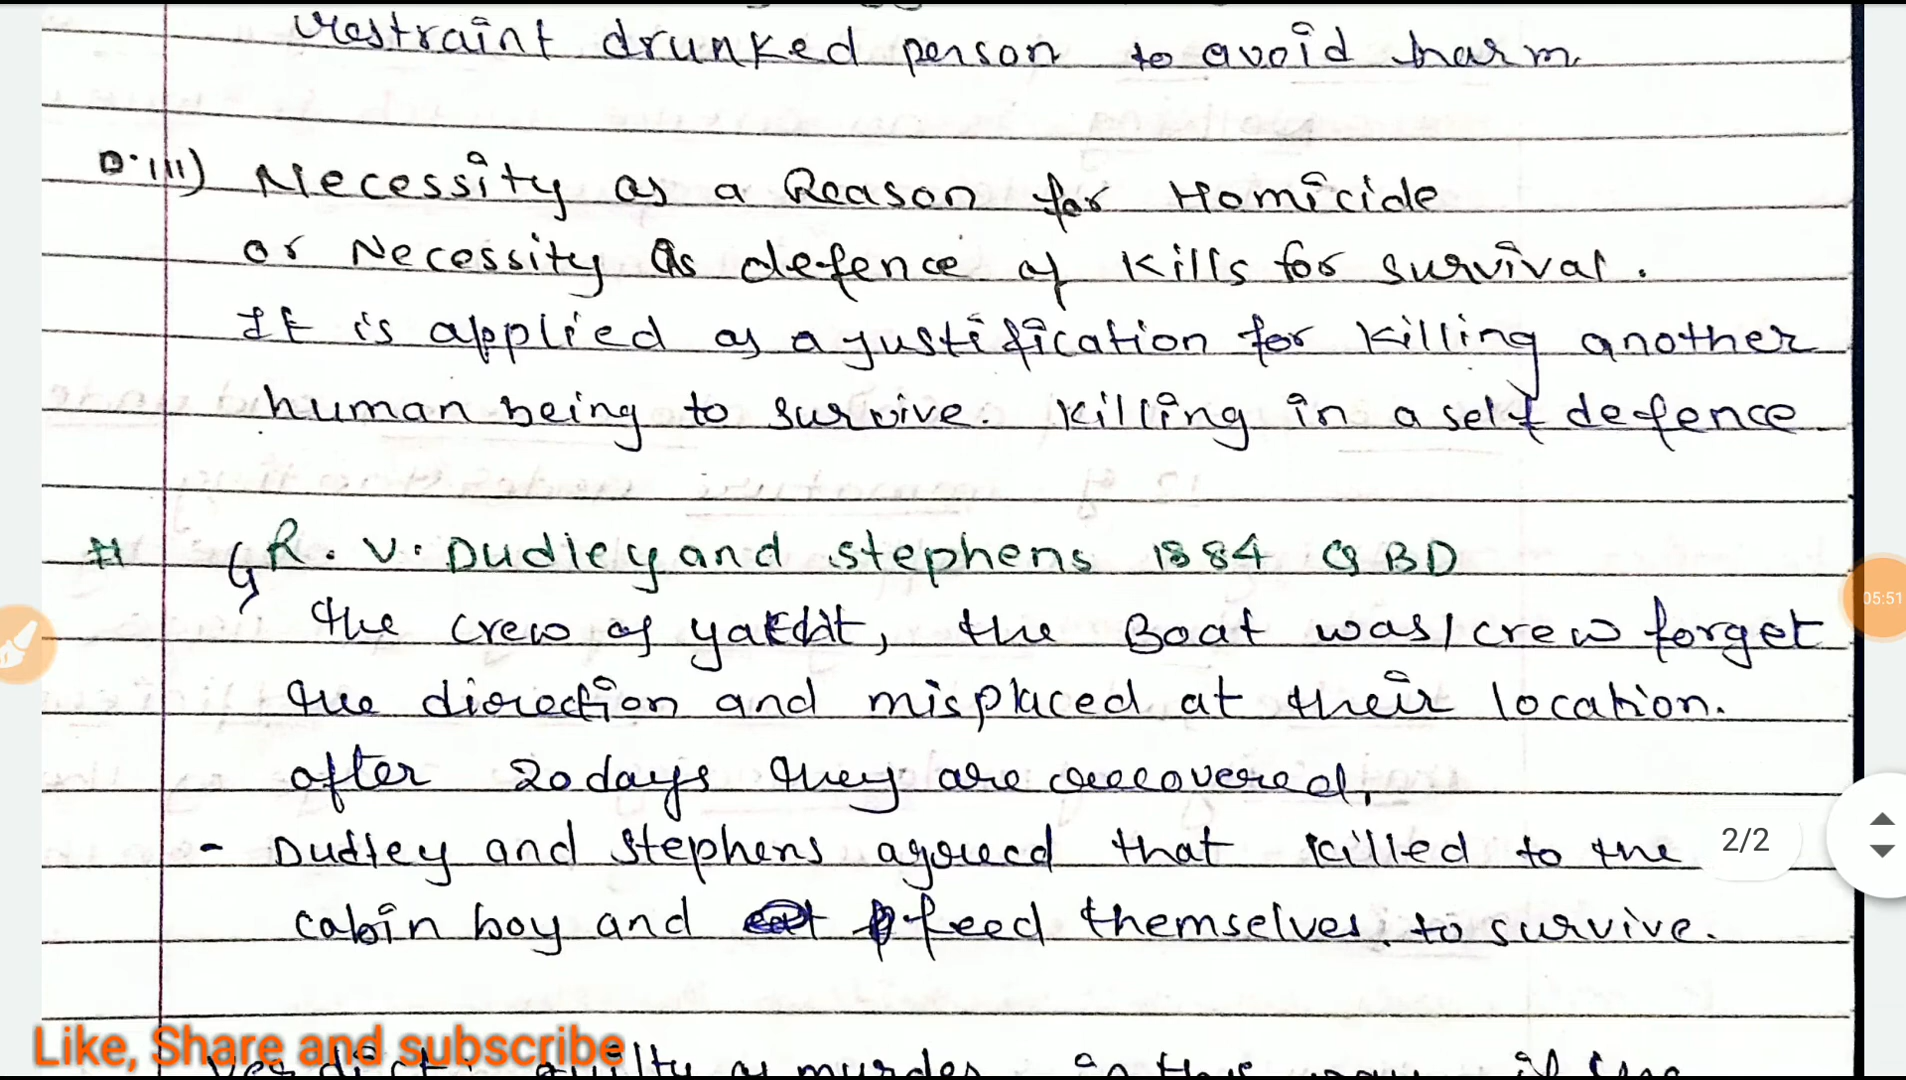 restraint drunked person to avoid harm.
D.iii) Necessity as a Reason for Homicide
or Necessity as defence of kills for survival.
It is applied as a justification for killing another
human being to survive. killing in a self defence
# R. v. Dudley and stephens 1884 QBD
05:51
the crew of yatcht, the Boat was/crew forget
the direction and misplaced at their location.
after 20 days they are recovered.
- Dudley and stephens agreed that killed to the
2/2
cabin boy and feed themselves to survive.
Like, Share and subscribe
Verdict: guilty of murder